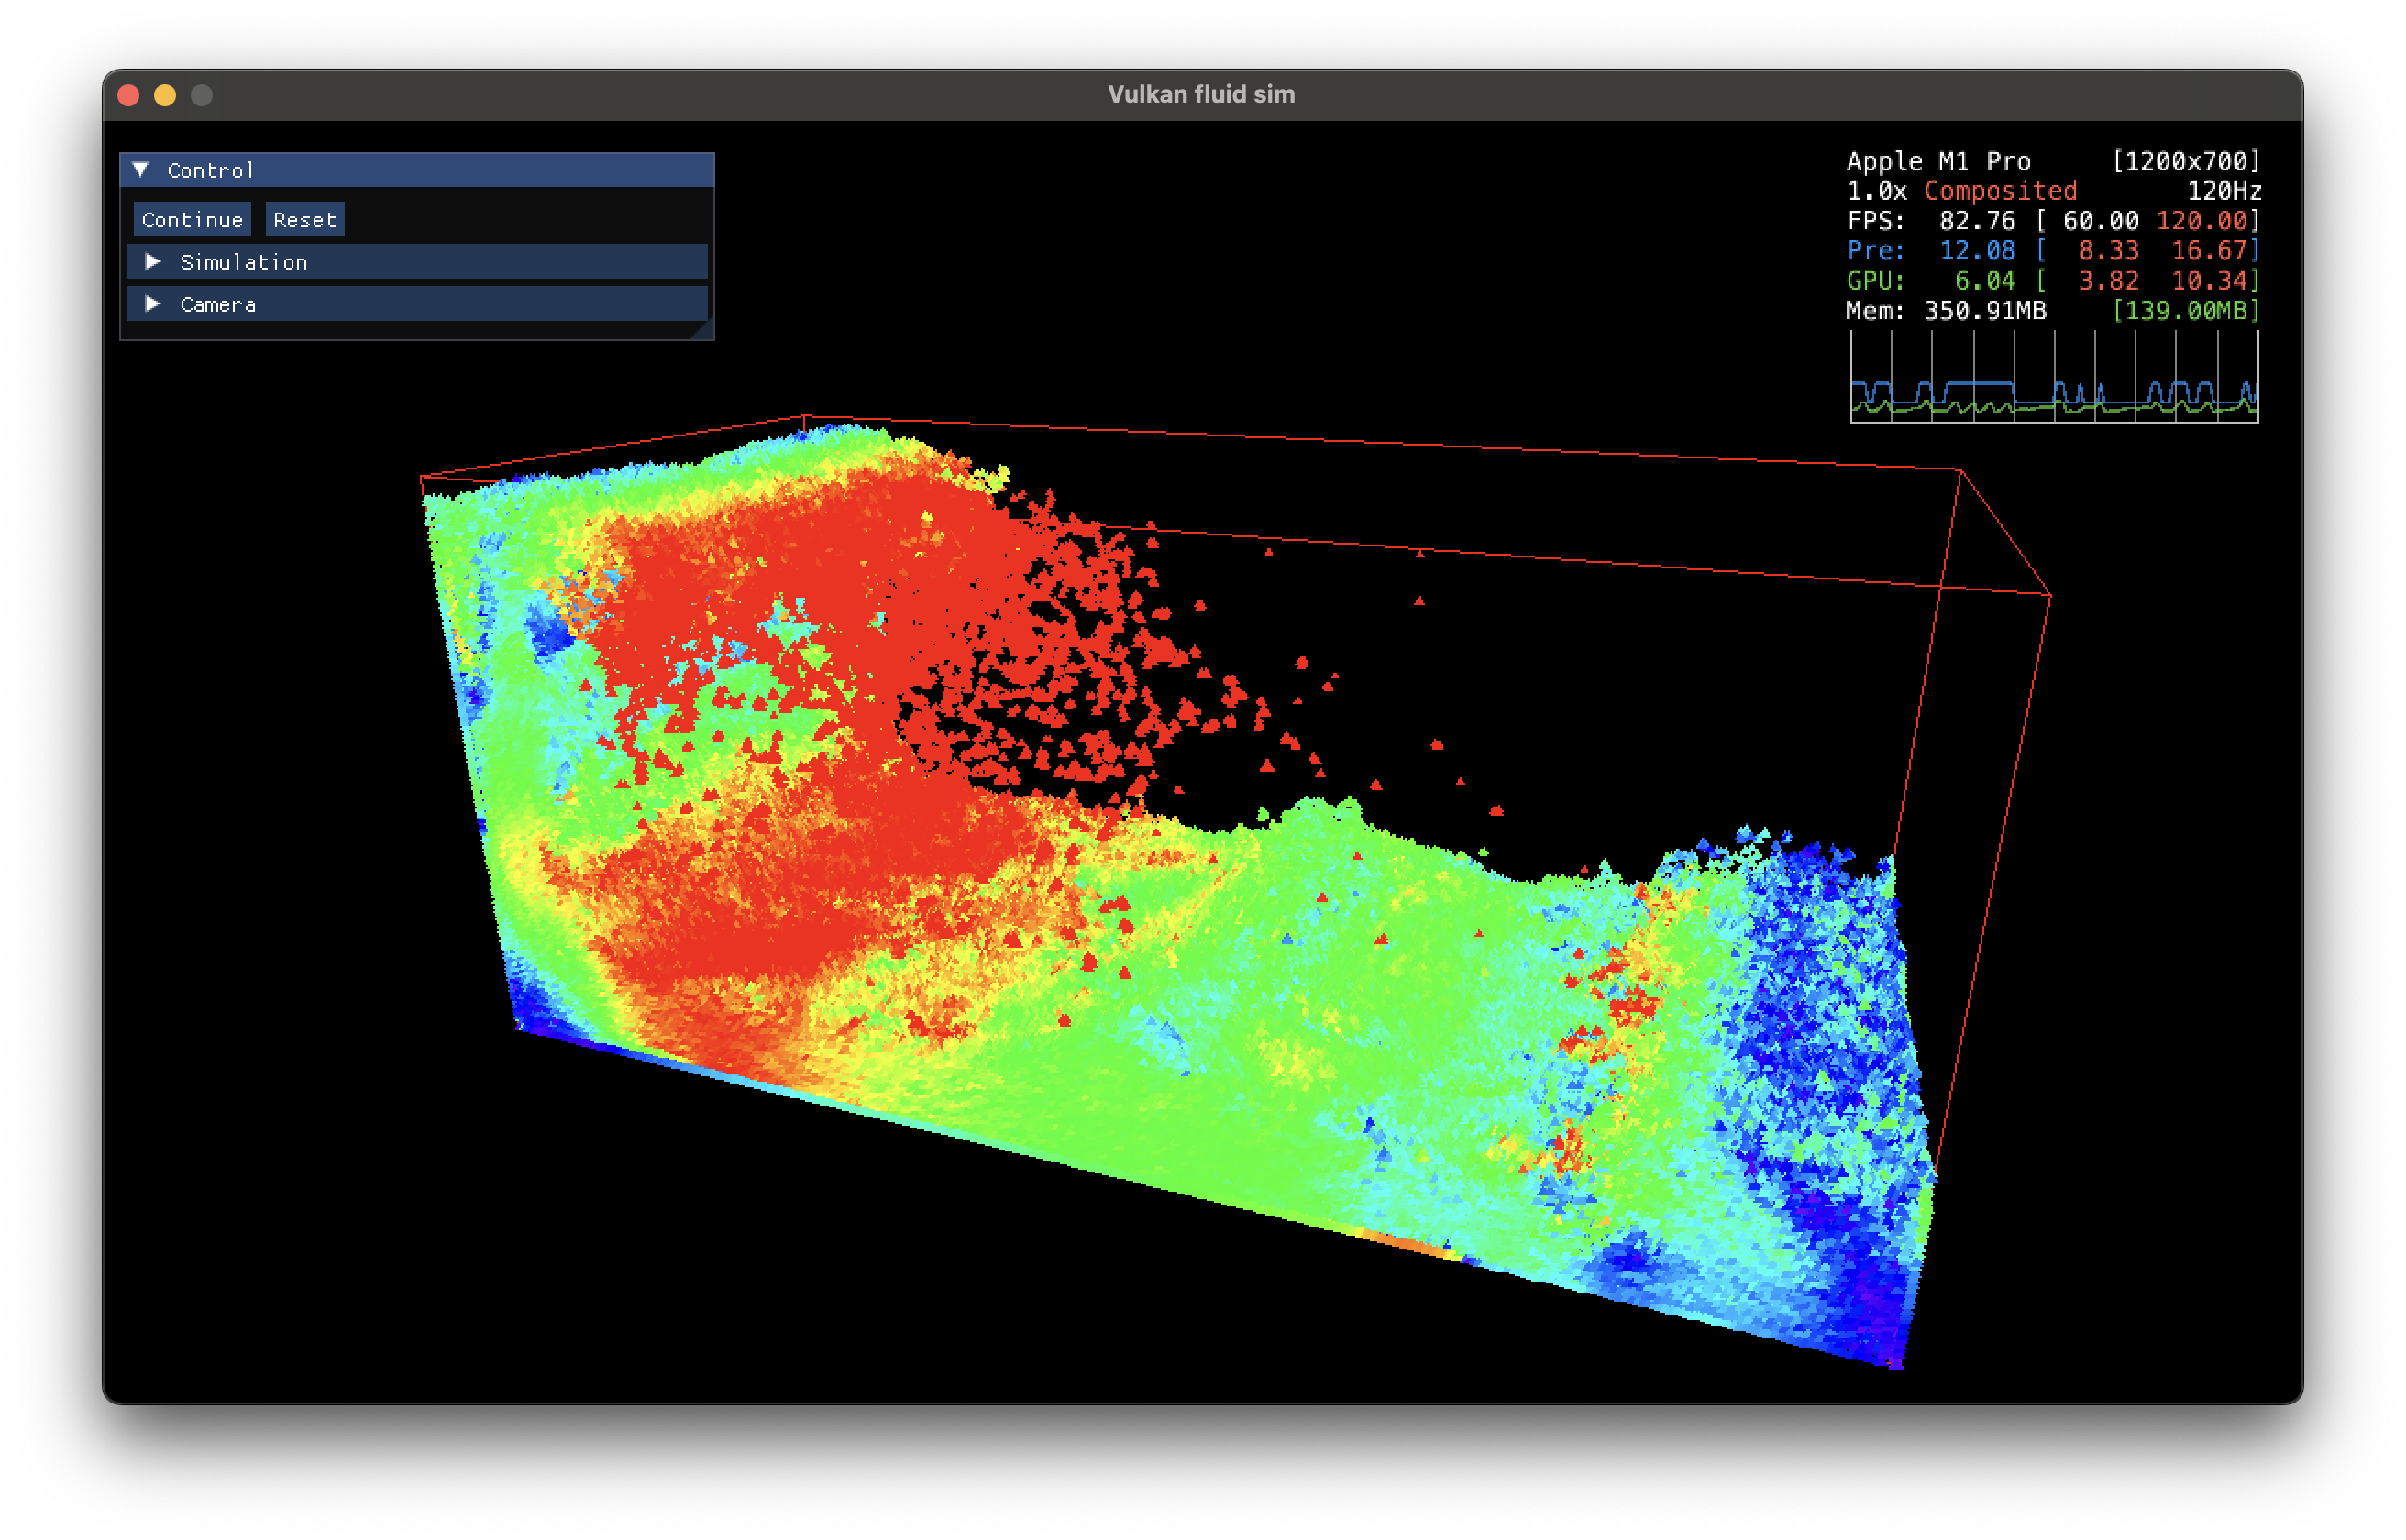 Vulkan fluid sim
Control
Continue Reset
Simulation
Camera
Apple M1 Pro [1200x700]
1.0x Composited 120Hz
FPS: 82.76 [ 60.00 120.00]
Pre: 12.08 [ 8.33 16.67]
GPU: 6.04 [ 3.82 10.34]
Mem: 350.91MB [139.00MB]